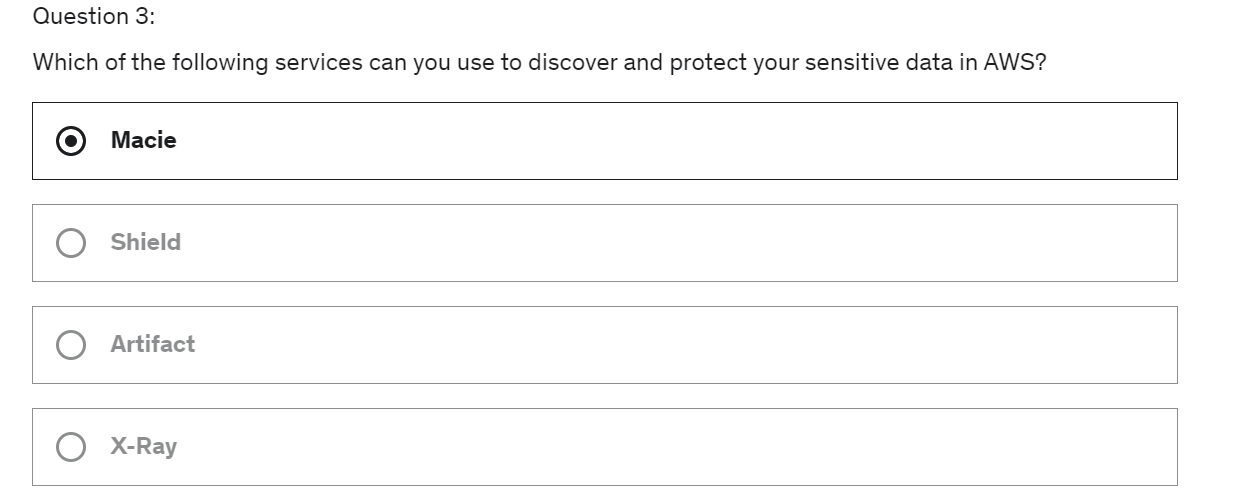 Question 3:
Which of the following services can you use to discover and protect your sensitive data in AWS?
Macie
Shield
Artifact
X-Ray